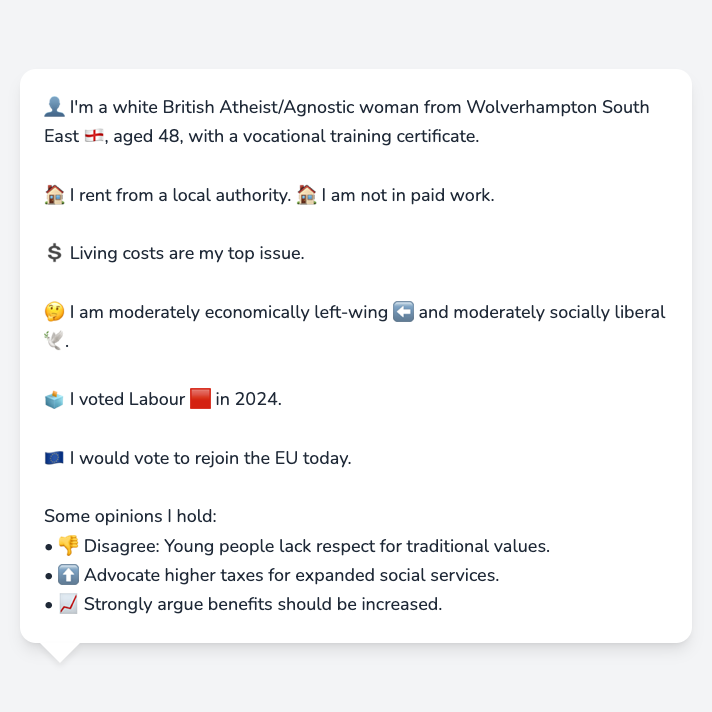 👤 I'm a white British Atheist/Agnostic woman from Wolverhampton South
East 🏴󠁧󠁢󠁥󠁮󠁧󠁿, aged 48, with a vocational training certificate.
🏠 I rent from a local authority. 🏠 I am not in paid work.
💲 Living costs are my top issue.
🤔 I am moderately economically left-wing ⬅️ and moderately socially liberal
🕊️.
🗳️ I voted Labour 🟥 in 2024.
🇪🇺 I would vote to rejoin the EU today.
Some opinions I hold:
• 👎 Disagree: Young people lack respect for traditional values.
• ⬆️ Advocate higher taxes for expanded social services.
• 📈 Strongly argue benefits should be increased.